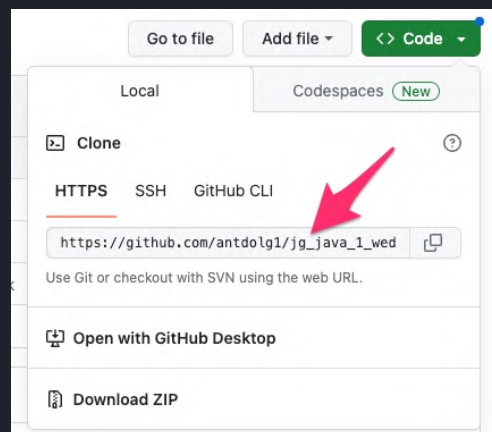 Go to file Add file <> Code
Local Codespaces New
Clone
HTTPS SSH GitHub CLI
https://github.com/antdolg1/jg_java_1_wed
Use Git or checkout with SVN using the web URL.
Open with GitHub Desktop
Download ZIP